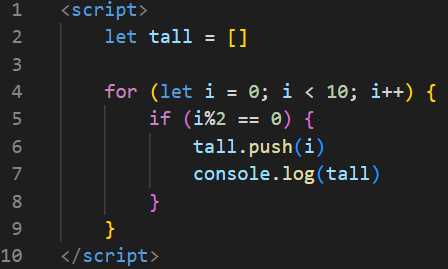 1 <script>
2 let tall = []
3
4 for (let i = 0; i < 10; i++) {
5 if (i%2 == 0) {
6 tall.push(i)
7 console.log(tall)
8 }
9 }
10 </script>